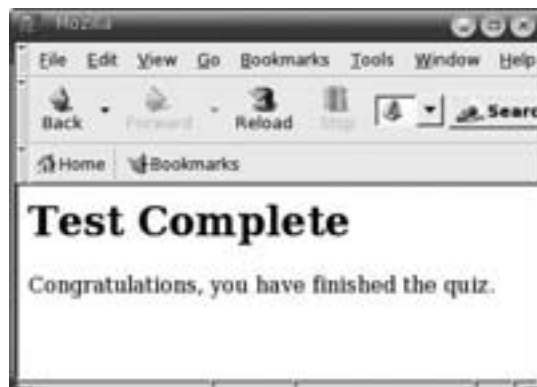 Mozilla
File Edit View Go Bookmarks Tools Window Help
Back Forward Reload Stop Searc
Home Bookmarks
Test Complete
Congratulations, you have finished the quiz.